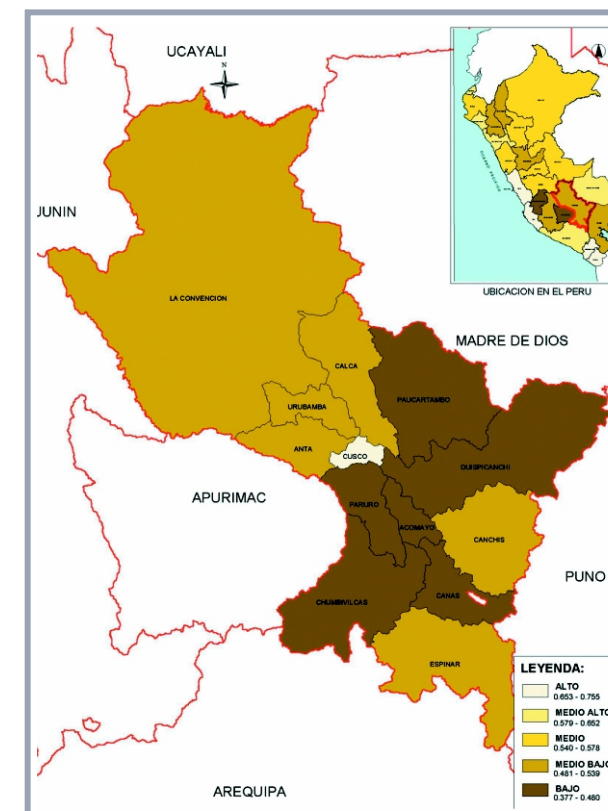 UCAYALI
N
JUNIN
LA CONVENCION
UBICACION EN EL PERU
MADRE DE DIOS
CALCA
PAUCARTAMBO
URUBAMBA
ANTA
CUSCO
QUISPICANCHI
APURIMAC
PARURO
ACOMAYO
CANCHIS
PUNO
CHUMBIVILCAS
CANAS
ESPINAR
LEYENDA:
ALTO
0.653 - 0.755
MEDIO ALTO
0.579 - 0.652
MEDIO
0.540 - 0.578
MEDIO BAJO
0.481 - 0.539
BAJO
0.377 - 0.480
AREQUIPA